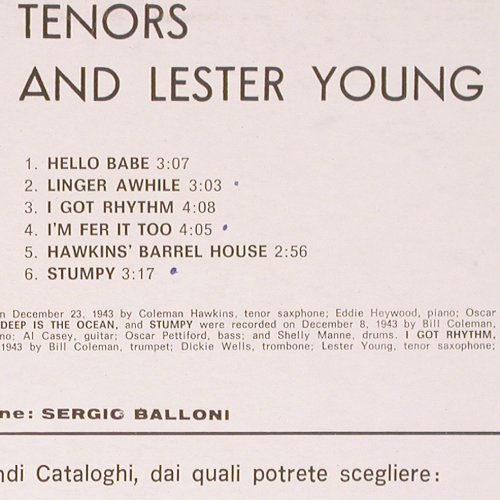 TENORS
AND LESTER YOUNG
1. HELLO BABE 3:07
2. LINGER AWHILE 3:03
3. I GOT RHYTHM 4:08
4. I'M FER IT TOO 4:05
5. HAWKINS' BARREL HOUSE 2:56
6. STUMPY 3:17
n December 23, 1943 by Coleman Hawkins, tenor saxphone; Eddie Heywood, piano; Oscar
DEEP IS THE OCEAN, and STUMPY were recorded on December 8, 1943 by Bill Coleman,
no; Al Casey, guitar; Oscar Pettiford, bass; and Shelly Manne, drums. I GOT RHYTHM,
1943 by Bill Coleman, trumpet; Dickie Wells, trombone; Lester Young, tenor saxophone;
ne: SERGIO BALLONI
ndi Cataloghi, dai quali potrete scegliere: